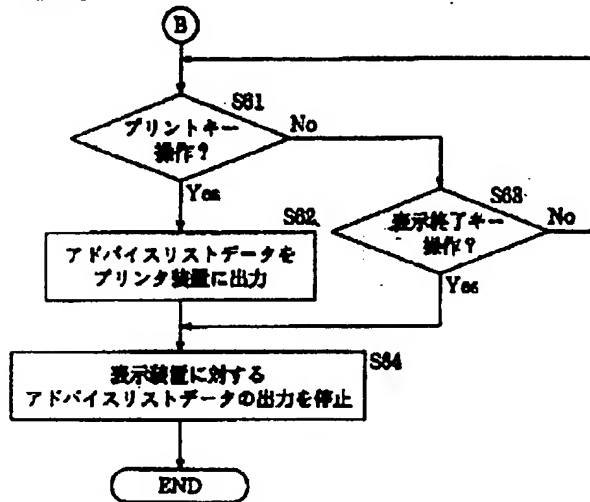 B
S61
プリントキー
操作?
No
Yes
S62
S63
表示終了キー
操作?
No
アドバイスリストデータを
プリンタ装置に出力
Yes
S64
表示装置に対する
アドバイスリストデータの出力を停止
END